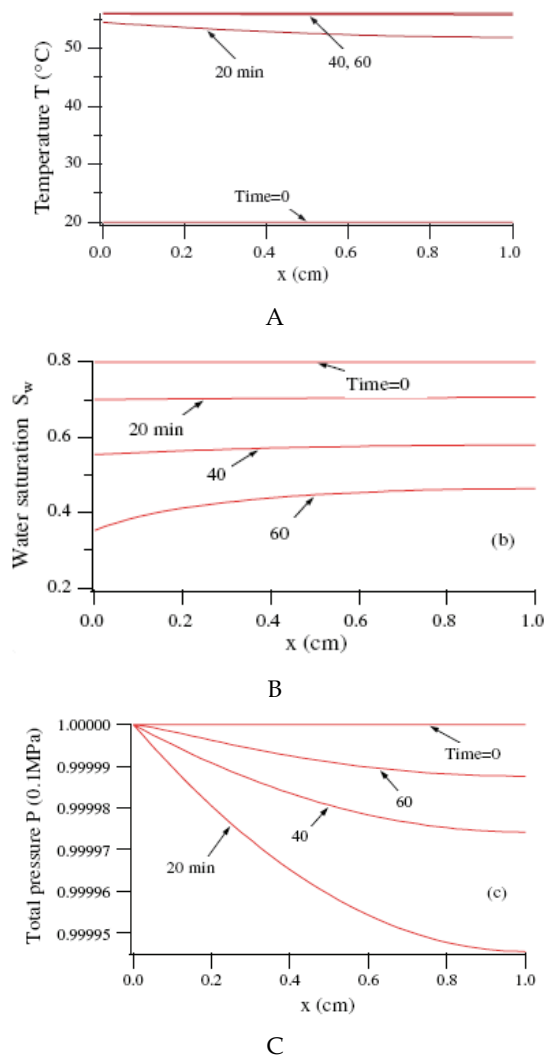 Temperature T (°C)
50
40
30
20
20 min
40, 60
Time=0
0.0 0.2 0.4 0.6 0.8 1.0
x (cm)
A
Water saturation Sw
0.8
0.6
0.4
0.2
Time=0
20 min
40
60
(b)
0.0 0.2 0.4 0.6 0.8 1.0
x (cm)
B
Total pressure P (0.1MPa)
1.00000
0.99999
0.99998
0.99997
0.99996
0.99995
Time=0
60
40
20 min
(c)
0.0 0.2 0.4 0.6 0.8 1.0
x (cm)
C